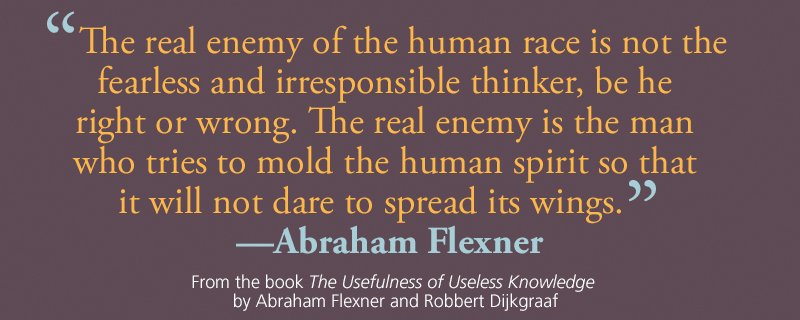 “The real enemy of the human race is not the
fearless and irresponsible thinker, be he
right or wrong. The real enemy is the man
who tries to mold the human spirit so that
it will not dare to spread its wings.”
—Abraham Flexner
From the book The Usefulness of Useless Knowledge
by Abraham Flexner and Robbert Dijkgraaf